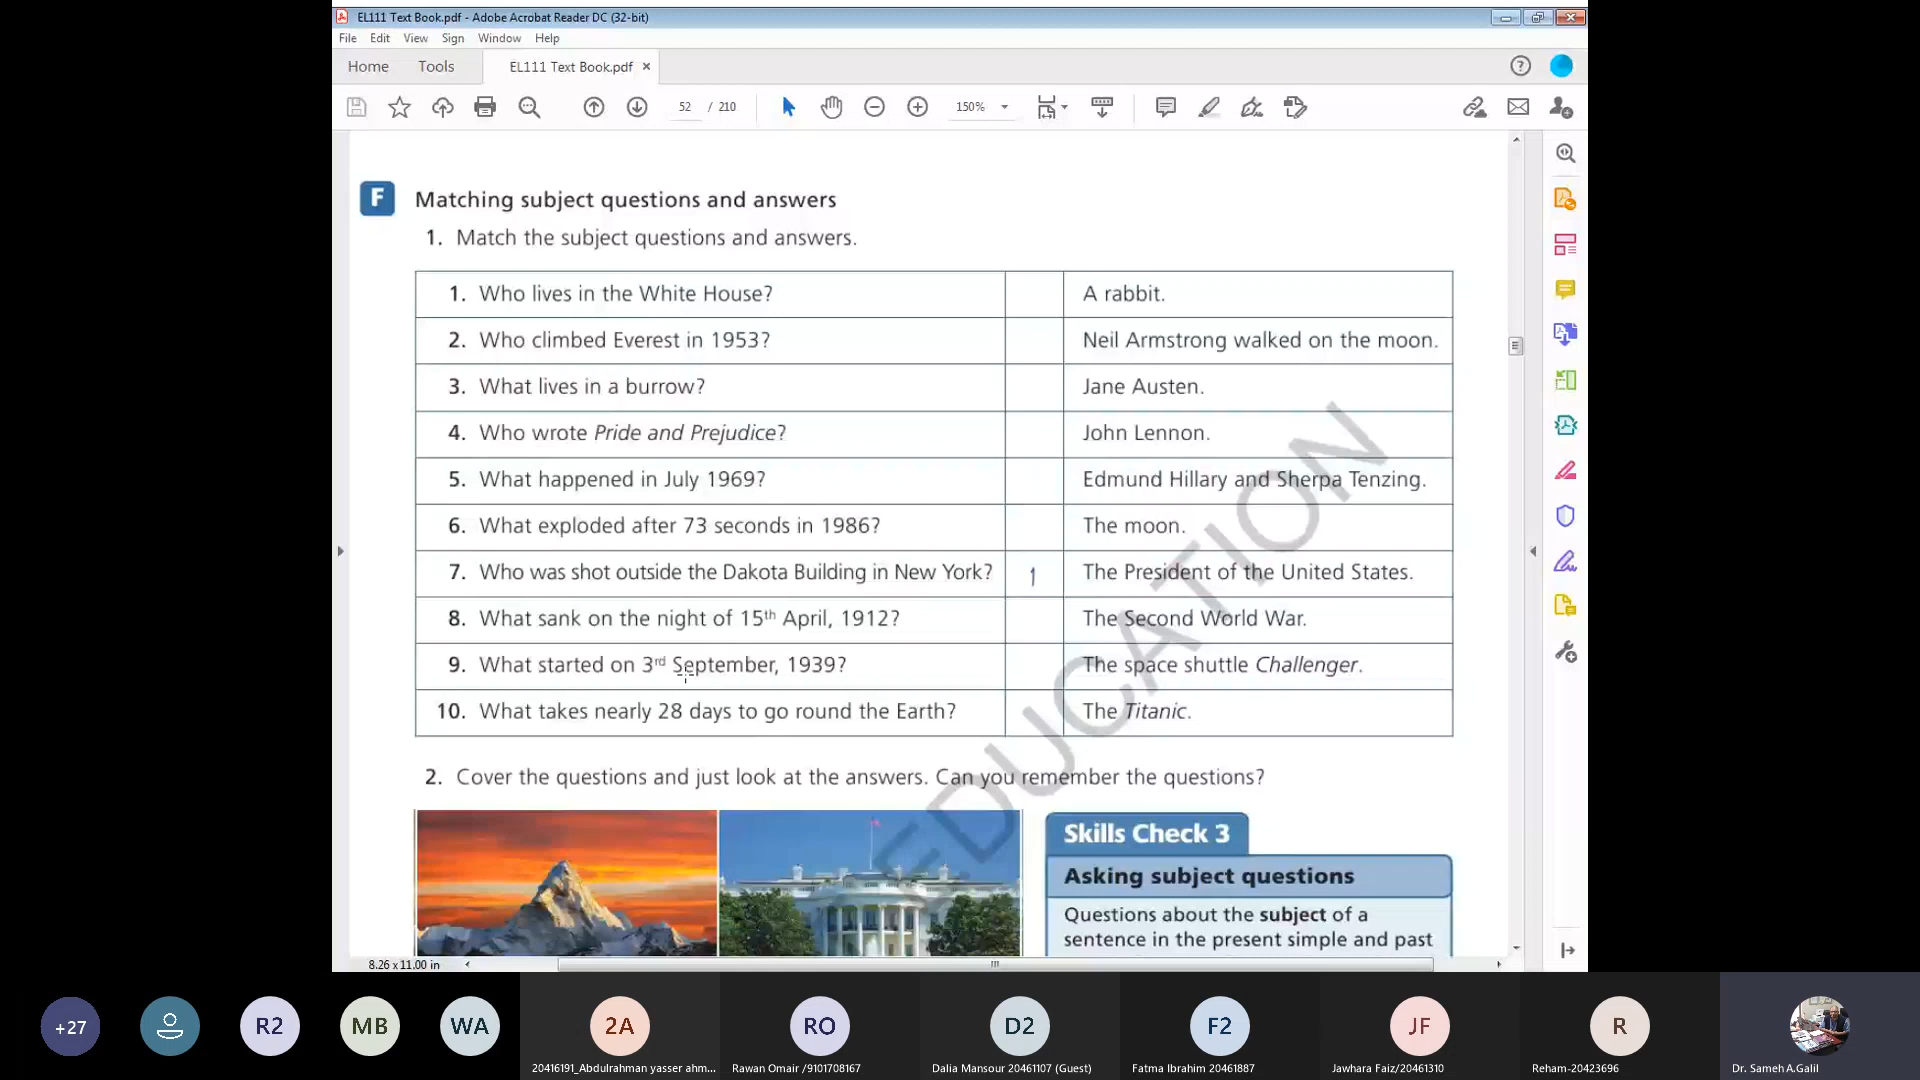 EL111 Text Book.pdf - Adobe Acrobat Reader DC (32-bit)
File Edit View Sign Window Help
Home Tools EL111 Text Book.pdf ×
52 / 210 150%
F Matching subject questions and answers
1. Match the subject questions and answers.
1. Who lives in the White House? A rabbit.
2. Who climbed Everest in 1953? Neil Armstrong walked on the moon.
3. What lives in a burrow? Jane Austen.
4. Who wrote Pride and Prejudice? John Lennon.
5. What happened in July 1969? Edmund Hillary and Sherpa Tenzing.
6. What exploded after 73 seconds in 1986? The moon.
7. Who was shot outside the Dakota Building in New York? 1 The President of the United States.
8. What sank on the night of 15th April, 1912? The Second World War.
9. What started on 3rd September, 1939? The space shuttle Challenger.
10. What takes nearly 28 days to go round the Earth? The Titanic.
EDUCATION
2. Cover the questions and just look at the answers. Can you remember the questions?
Skills Check 3
Asking subject questions
Questions about the subject of a
sentence in the present simple and past
8.26 x 11.00 in
+27 R2 MB WA 2A RO D2 F2 JF R
20416191_Abdulrahman yasser ahm... Rawan Omair /9101708167 Dalia Mansour 20461107 (Guest) Fatma Ibrahim 20461887 Jawhara Faiz/20461310 Reham-20423696 Dr. Sameh A.Galil